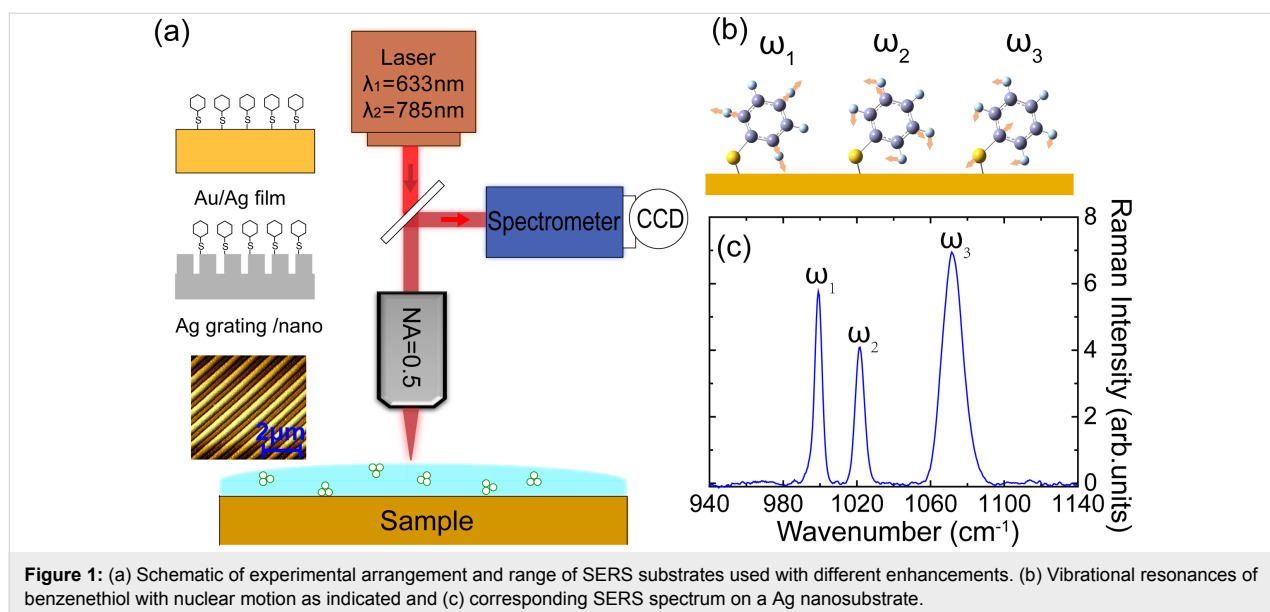 (a)
Laser
λ₁=633nm
λ₂=785nm
S S S S S
Au/Ag film
S S S S S
Ag grating /nano
2μm
Spectrometer
CCD
NA=0.5
Sample
(b)
ω₁ ω₂ ω₃
(c)
ω₁
ω₂
ω₃
8
6
4
2
0
Raman Intensity (arb.units)
940 980 1020 1060 1100 1140
Wavenumber (cm⁻¹)
Figure 1: (a) Schematic of experimental arrangement and range of SERS substrates used with different enhancements. (b) Vibrational resonances of
benzenethiol with nuclear motion as indicated and (c) corresponding SERS spectrum on a Ag nanosubstrate.